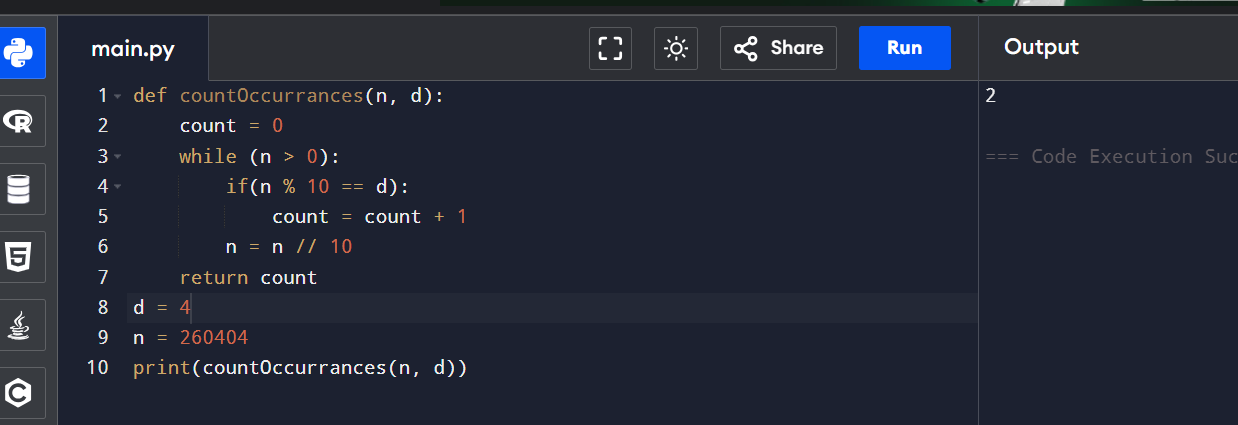 main.py
Share
Run
Output
1 def countOccurrances(n, d):
2     count = 0
3     while (n > 0):
4         if(n % 10 == d):
5             count = count + 1
6         n = n // 10
7     return count
8 d = 4
9 n = 260404
10 print(countOccurrances(n, d))
2
=== Code Execution Suc
R
5
C